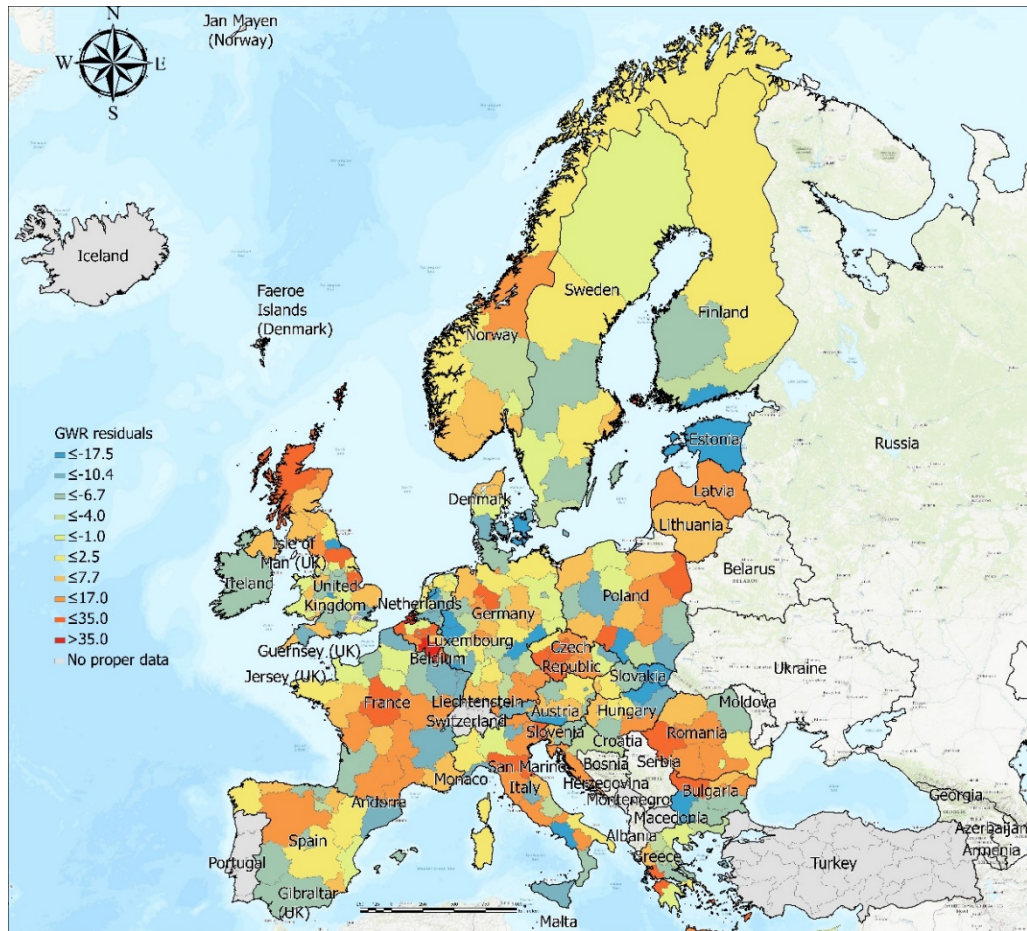 Jan Mayen
(Norway)
N
W
E
S
Iceland
Faeroe
Islands
(Denmark)
Sweden
Finland
Norway
Russia
GWR residuals
≤-17.5
≤-10.4
≤-6.7
≤-4.0
≤-1.0
≤2.5
≤7.7
≤17.0
≤35.0
>35.0
No proper data
Estonia
Latvia
Lithuania
Denmark
Belarus
Isle of
Man (UK)
Ireland
United
Kingdom
Netherlands
Germany
Poland
Luxembourg
Belgium
Guernsey (UK)
Jersey (UK)
Czech
Republic
Ukraine
Slovakia
France
Liechtenstein
Switzerland
Austria
Hungary
Moldova
Slovenia
Croatia
Romania
Bosnia
Herzegovina
Serbia
San Marino
Italy
Monaco
Andorra
Montenegro
Bulgaria
Macedonia
Albania
Georgia
Azerbaijan
Armenia
Spain
Portugal
Greece
Turkey
Gibraltar
(UK)
Malta